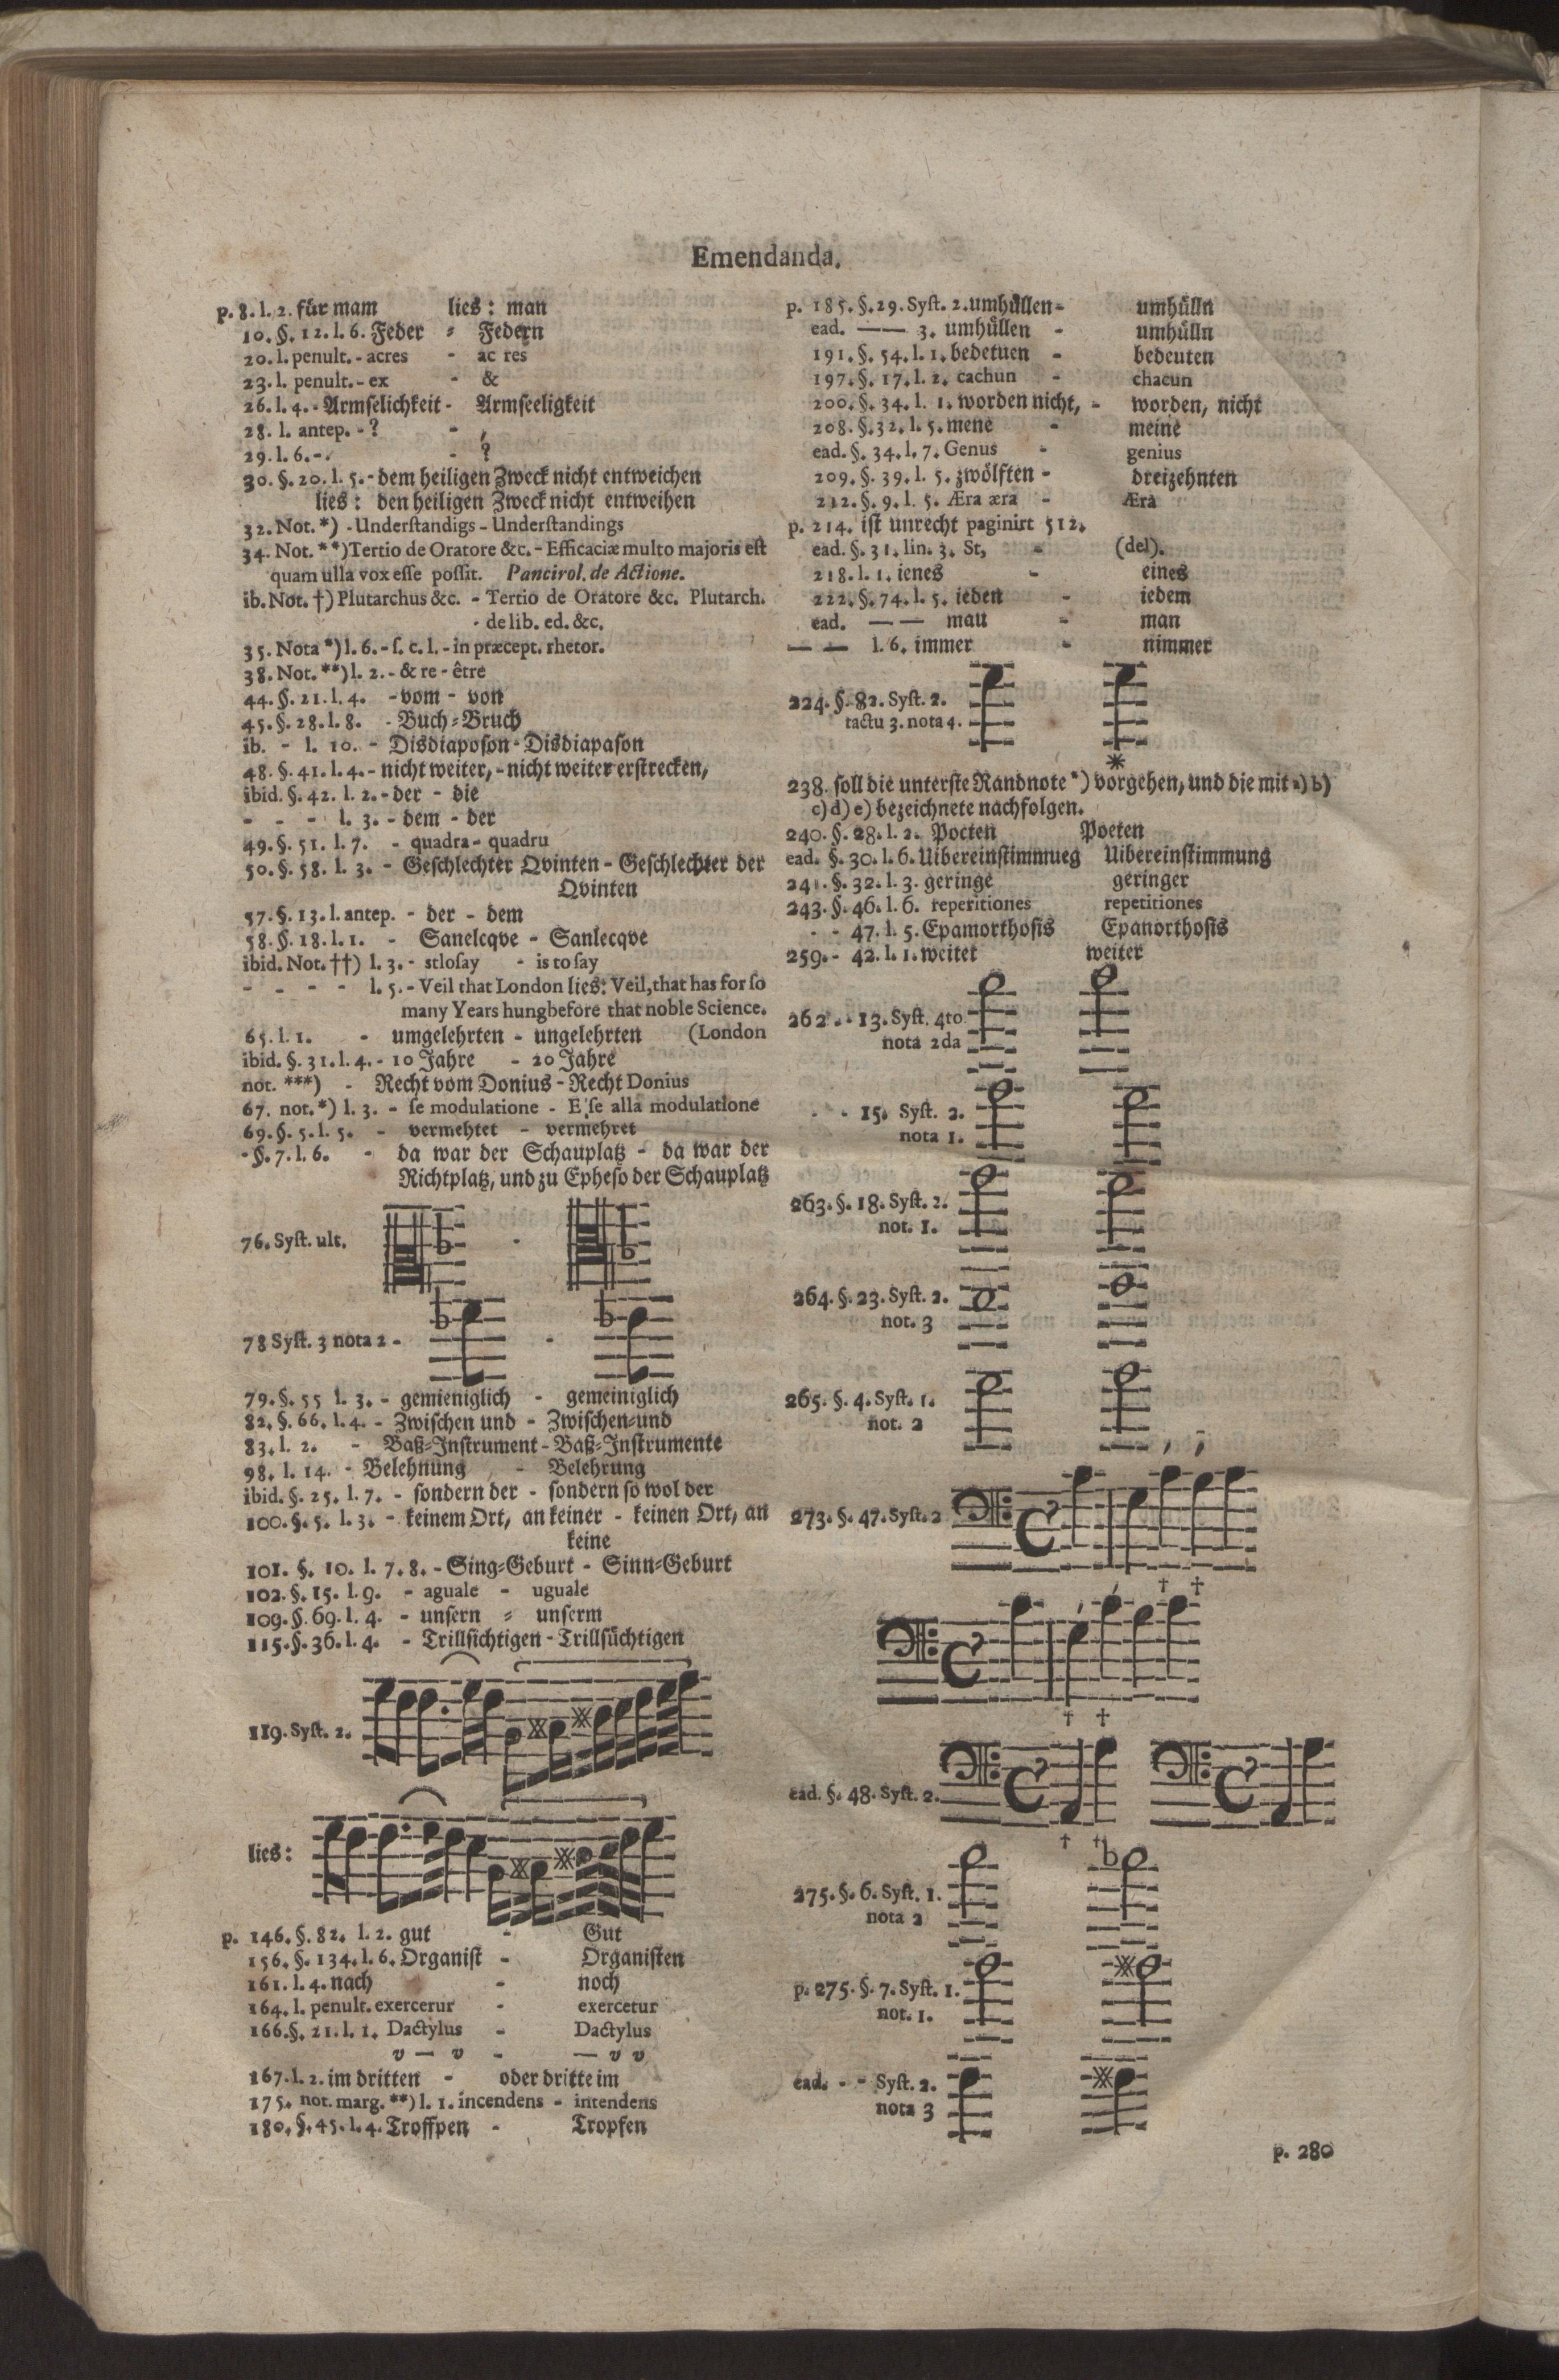 Emendanda.
p. 8. l. 2. für mam lies: man
10. §. 12. l. 6. Feder = Federn
20. l. penult. - acres - ac res
23. l. penult. - ex - &
26. l. 4. - Armselichkeit - Armseeligkeit
28. l. antep. - ? - ,
29. l. 6. - . - ?
30. §. 20. l. 5. - dem heiligen Zweck nicht entweichen
lies: den heiligen Zweck nicht entweihen
32. Not. *) - Understandigs - Understandings
34. Not. **) Tertio de Oratore &c. - Efficaciæ multo majoris est
quam ulla vox esse possit. Pancirol. de Actione.
ib. Not. †) Plutarchus &c. - Tertio de Oratore &c. Plutarch.
- de lib. ed. &c.
35. Nota *) l. 6. - s. c. l. - in præcept. rhetor.
38. Not. **) l. 2. - & re - être
44. §. 21. l. 4. - vom - von
45. §. 28. l. 8. - Buch = Bruch
ib. - l. 10. - Disdiaposon - Disdiapason
48. §. 41. l. 4. - nicht weiter, - nicht weiter erstrecken,
ibid. §. 42. l. 2. - der - die
- - - l. 3. - dem - der
49. §. 51. l. 7. - quadra - quadru
50. §. 58. l. 3. - Geschlechter Qvinten - Geschlechter der
Qvinten
57. §. 13. l. antep. - der - dem
58. §. 18. l. 1. - Sanelcqve - Sanlecqve
ibid. Not. ††) l. 3. - stlosay - is to say
- - - - l. 5. - Veil that London lies: Veil, that has for so
many Years hungbefore that noble Science.
65. l. 1. - umgelehrten - ungelehrten (London
ibid. §. 31. l. 4. - 10 Jahre - 20 Jahre
not. ***) - Recht vom Donius - Recht Donius
67. not. *) l. 3. - se modulatione - E' se alla modulatione
69. §. 5. l. 5. - vermehtet - vermehret
- §. 7. l. 6. - da war der Schauplatz - da war der
Richtplatz, und zu Epheso der Schauplatz
76. Syst. ult. -
78 Syst. 3 nota 2 - -
79. §. 55 l. 3. - gemieniglich - gemeiniglich
82. §. 66. l. 4. - Zwischen und - Zwischen=und
83. l. 2. - Baß=Instrument - Baß=Instrumente
98. l. 14. - Belehnung - Belehrung
ibid. §. 25. l. 7. - sondern der - sondern so wol der
100. §. 5. l. 3. - keinem Ort, an keiner - keinen Ort, an
keine
101. §. 10. l. 7. 8. - Sing=Geburt - Sinn=Geburt
102. §. 15. l. 9. - aguale - uguale
109. §. 69. l. 4. - unsern = unserm
115. §. 36. l. 4. - Trillsichtigen - Trillsüchtigen
119. Syst. 2.
lies:
p. 146. §. 82. l. 2. gut - Gut
156. §. 134. l. 6. Organist - Organisten
161. l. 4. nach - noch
164. l. penult. exercerur - exercetur
166. §. 21. l. 1. Dactylus - Dactylus
υ — υ - — υ υ
167. l. 2. im dritten - oder dritte im
175. not. marg. **) l. 1. incendens - intendens
180. §. 45. l. 4. Troffpen - Tropfen
p. 185. §. 29. Syst. 2. umhüllen - umhülln
ead. —— 3. umhüllen - umhülln
191. §. 54. l. 1. bedetuen - bedeuten
197. §. 17. l. 2. cachun - chacun
200. §. 34. l. 1. worden nicht, - worden, nicht
208. §. 32. l. 5. mene - meine
ead. §. 34. l. 7. Genus - genius
209. §. 39. l. 5. zwölften - dreizehnten
212. §. 9. l. 5. Æra æra - Æra
p. 214. ist unrecht paginirt 512.
ead. §. 31. lin. 3. St, - (del).
218. l. 1. ienes - eines
222. §. 74. l. 5. ieden - iedem
ead. —— mau - man
—— l. 6. immer - nimmer
224. §. 82. Syst. 2.
tactu 3. nota 4.
*
238. soll die unterste Randnote *) vorgehen, und die mit a) b)
c) d) e) bezeichnete nachfolgen.
240. §. 28. l. 2. Pocten Poeten
ead. §. 30. l. 6. Uibereinstimmueg Uibereinstimmung
241. §. 32. l. 3. geringe geringer
243. §. 46. l. 6. reperitiones repetitiones
- - 47. l. 5. Epamorthosis Epanorthosis
259. - 42. l. 1. weitet weiter
262. - - 13. Syst. 4to
nota 2da
- - 15. Syst. 2.
nota 1.
263. §. 18. Syst. 2.
not. 1.
264. §. 23. Syst. 2.
not. 3
265. §. 4. Syst. 1.
not. 2
273. §. 47. Syst. 2
† ‡
† ‡
ead. §. 48. Syst. 2.
† ‡
275. §. 6. Syst. 1.
nota 2
p. 275. §. 7. Syst. 1.
not. 1.
ead. - - Syst. 2.
nota 3
p. 280